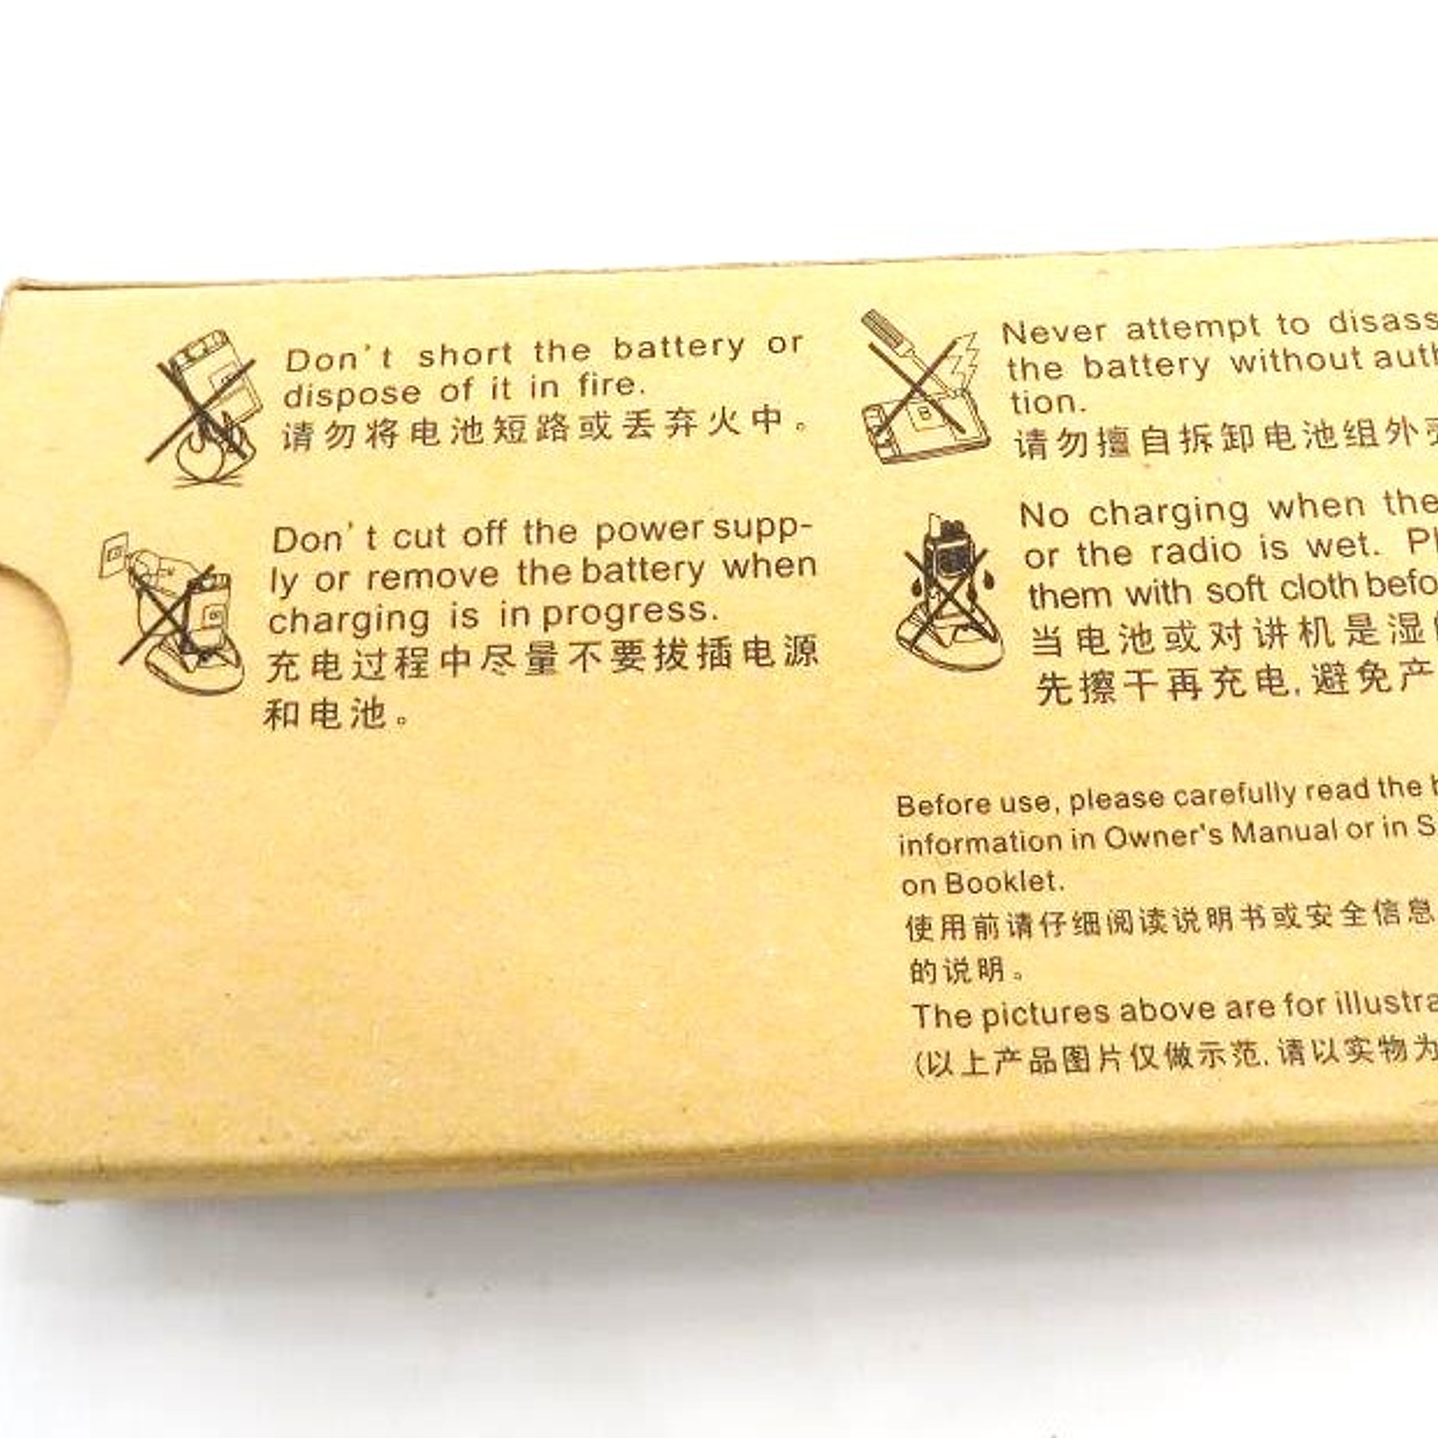 Don't short the battery or
dispose of it in fire.
请勿将电池短路或丢弃火中。
Don't cut off the power supp-
ly or remove the battery when
charging is in progress.
充电过程中尽量不要拔插电源
和电池。
Never attempt to disass
the battery without auth
tion.
请勿擅自拆卸电池组外壳
No charging when the
or the radio is wet. Pl
them with soft cloth befo
当电池或对讲机是湿
先擦干再充电,避免产
Before use, please carefully read the b
information in Owner's Manual or in S
on Booklet.
使用前请仔细阅读说明书或安全信息
的说明。
The pictures above are for illustra
(以上产品图片仅做示范,请以实物为